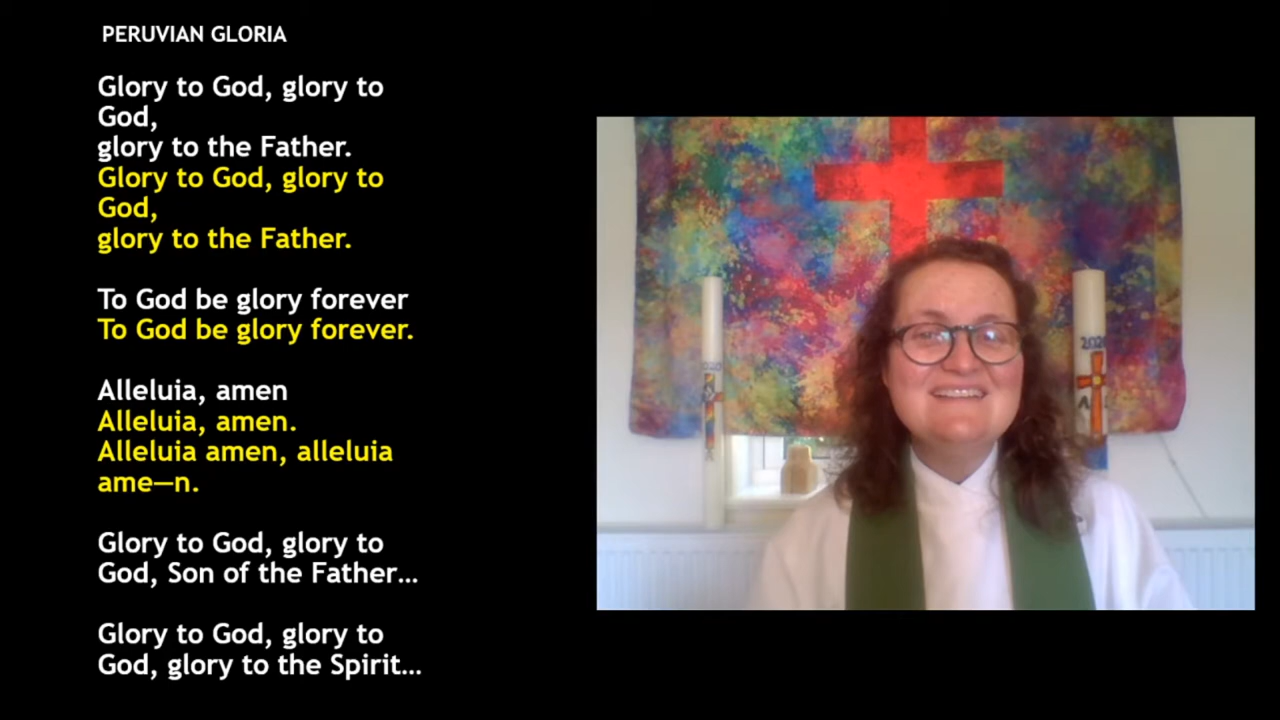 PERUVIAN GLORIA
Glory to God, glory to
God,
glory to the Father.
Glory to God, glory to
God,
glory to the Father.
To God be glory forever
To God be glory forever.
Alleluia, amen
Alleluia, amen.
Alleluia amen, alleluia
ame—n.
Glory to God, glory to
God, Son of the Father...
Glory to God, glory to
God, glory to the Spirit...
2020